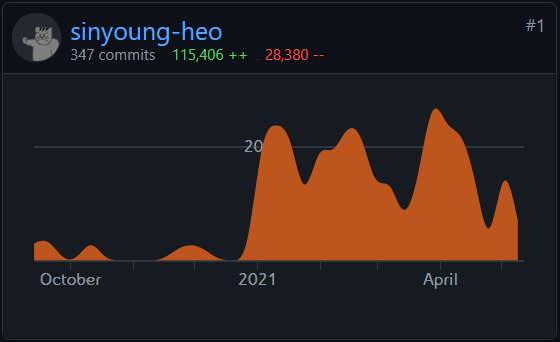 sinyoung-heo
#1
347 commits 115,406 ++ 28,380 --
20
October 2021 April